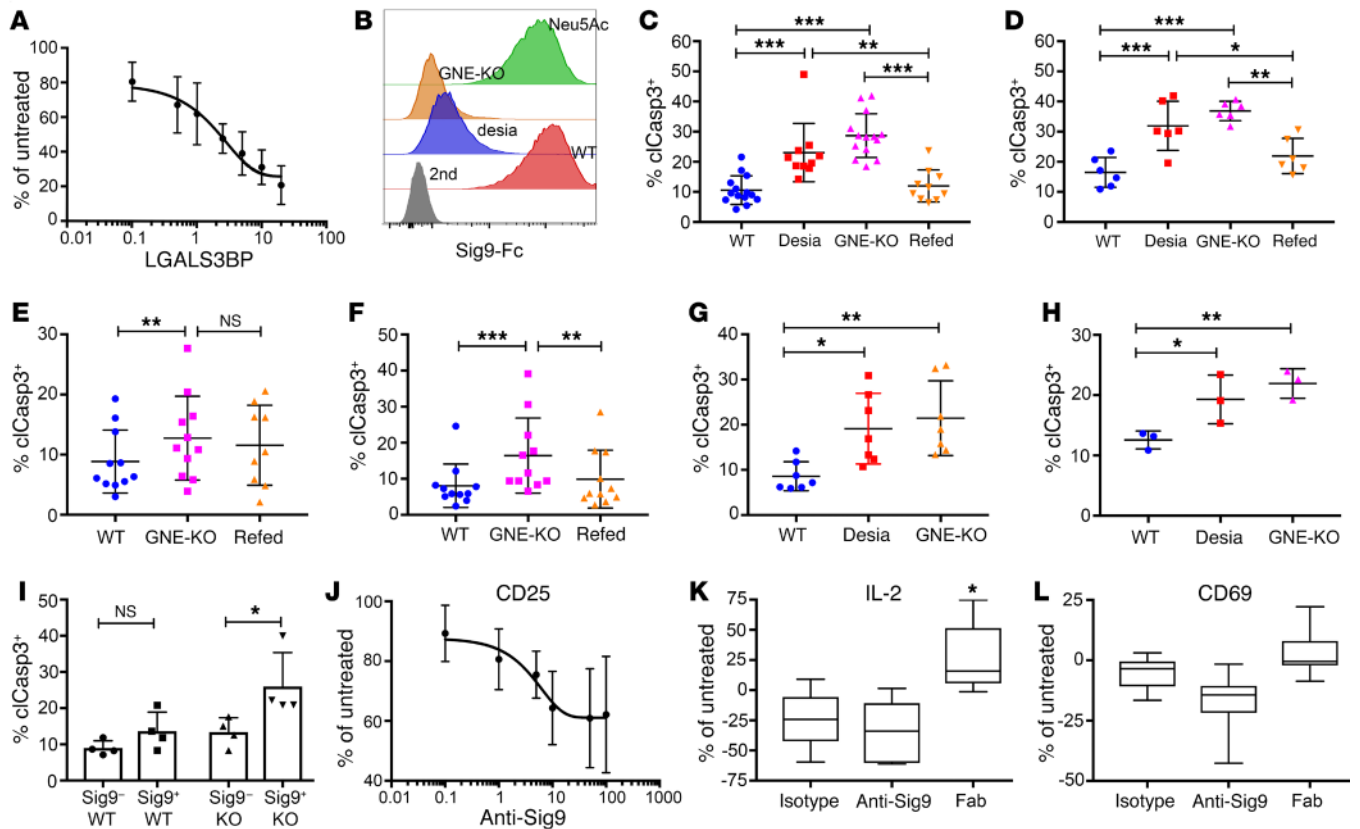 A
% of untreated
100
80
60
40
20
0
0.01 0.1 1 10 100
LGALS3BP
B
Neu5Ac
GNE-KO
desia
WT
2nd
Sig9-Fc
C
% clCasp3+
60
50
40
30
20
10
0
***
*** **
***
WT Desia GNE-KO Refed
D
% clCasp3+
60
50
40
30
20
10
0
***
*** *
**
WT Desia GNE-KO Refed
E
% clCasp3+
30
20
10
0
** NS
WT GNE-KO Refed
F
% clCasp3+
50
40
30
20
10
0
*** **
WT GNE-KO Refed
G
% clCasp3+
40
30
20
10
0
**
*
WT Desia GNE-KO
H
% clCasp3+
30
20
10
0
**
*
WT Desia GNE-KO
I
% clCasp3+
50
40
30
20
10
0
NS *
Sig9– Sig9+ Sig9– Sig9+
WT WT KO KO
J
CD25
% of untreated
100
80
60
40
0.01 0.1 1 10 100 1000
Anti-Sig9
K
IL-2
% of untreated
75
50
25
0
-25
-50
-75
*
Isotype Anti-Sig9 Fab
L
CD69
% of untreated
25
0
-25
-50
Isotype Anti-Sig9 Fab